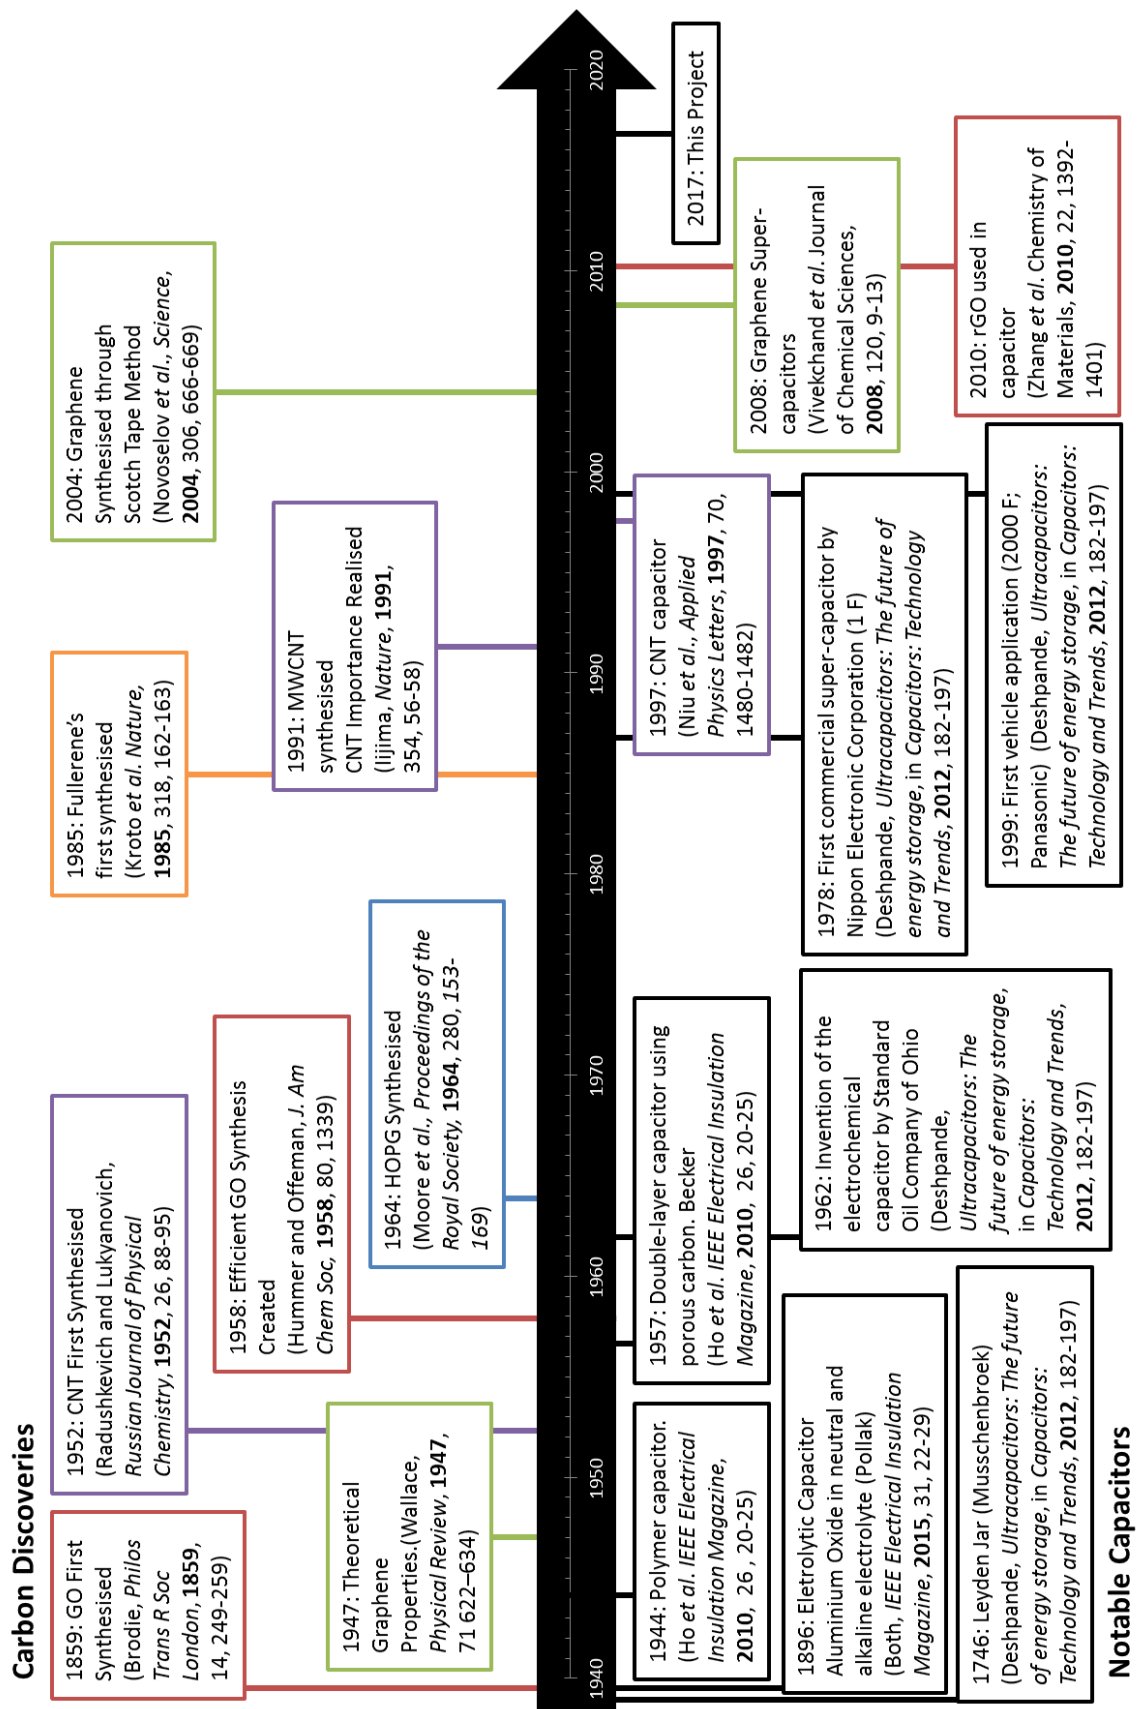 Carbon Discoveries
1859: GO First
Synthesised
(Brodie, Philos
Trans R Soc
London, 1859,
14, 249-259)
1952: CNT First Synthesised
(Radushkevich and Lukyanovich,
Russian Journal of Physical
Chemistry, 1952, 26, 88-95)
1985: Fullerene's
first synthesised
(Kroto et al. Nature,
1985, 318, 162-163)
2004: Graphene
Synthesised through
Scotch Tape Method
(Novoselov et al., Science,
2004, 306, 666-669)
1958: Efficient GO Synthesis
Created
(Hummer and Offeman, J. Am
Chem Soc, 1958, 80, 1339)
1991: MWCNT
synthesised
CNT Importance Realised
(Iijima, Nature, 1991,
354, 56-58)
1947: Theoretical
Graphene
Properties.(Wallace,
Physical Review, 1947,
71 622–634)
1964: HOPG Synthesised
(Moore et al., Proceedings of the
Royal Society, 1964, 280, 153-
169)
1940 1950 1960 1970 1980 1990 2000 2010 2020
1944: Polymer capacitor.
(Ho et al. IEEE Electrical
Insulation Magazine,
2010, 26 , 20-25)
1957: Double-layer capacitor using
porous carbon. Becker
(Ho et al. IEEE Electrical Insulation
Magazine, 2010, 26, 20-25)
1997: CNT capacitor
(Niu et al., Applied
Physics Letters, 1997, 70,
1480-1482)
2017: This Project
2008: Graphene Super-
capacitors
(Vivekchand et al. Journal
of Chemical Sciences,
2008, 120, 9-13)
1896: Eletrolytic Capacitor
Aluminium Oxide in neutral and
alkaline electrolyte (Pollak)
(Both, IEEE Electrical Insulation
Magazine, 2015, 31, 22-29)
1962: Invention of the
electrochemical
capacitor by Standard
Oil Company of Ohio
(Deshpande,
Ultracapacitors: The
future of energy storage,
in Capacitors:
Technology and Trends,
2012, 182-197)
1978: First commercial super-capacitor by
Nippon Electronic Corporation (1 F)
(Deshpande, Ultracapacitors: The future of
energy storage, in Capacitors: Technology
and Trends, 2012, 182-197)
2010: rGO used in
capacitor
(Zhang et al. Chemistry of
Materials, 2010, 22, 1392-
1401)
1746: Leyden Jar (Musschenbroek)
(Deshpande, Ultracapacitors: The future
of energy storage, in Capacitors:
Technology and Trends, 2012, 182-197)
1999: First vehicle application (2000 F;
Panasonic) (Deshpande, Ultracapacitors:
The future of energy storage, in Capacitors:
Technology and Trends, 2012, 182-197)
Notable Capacitors